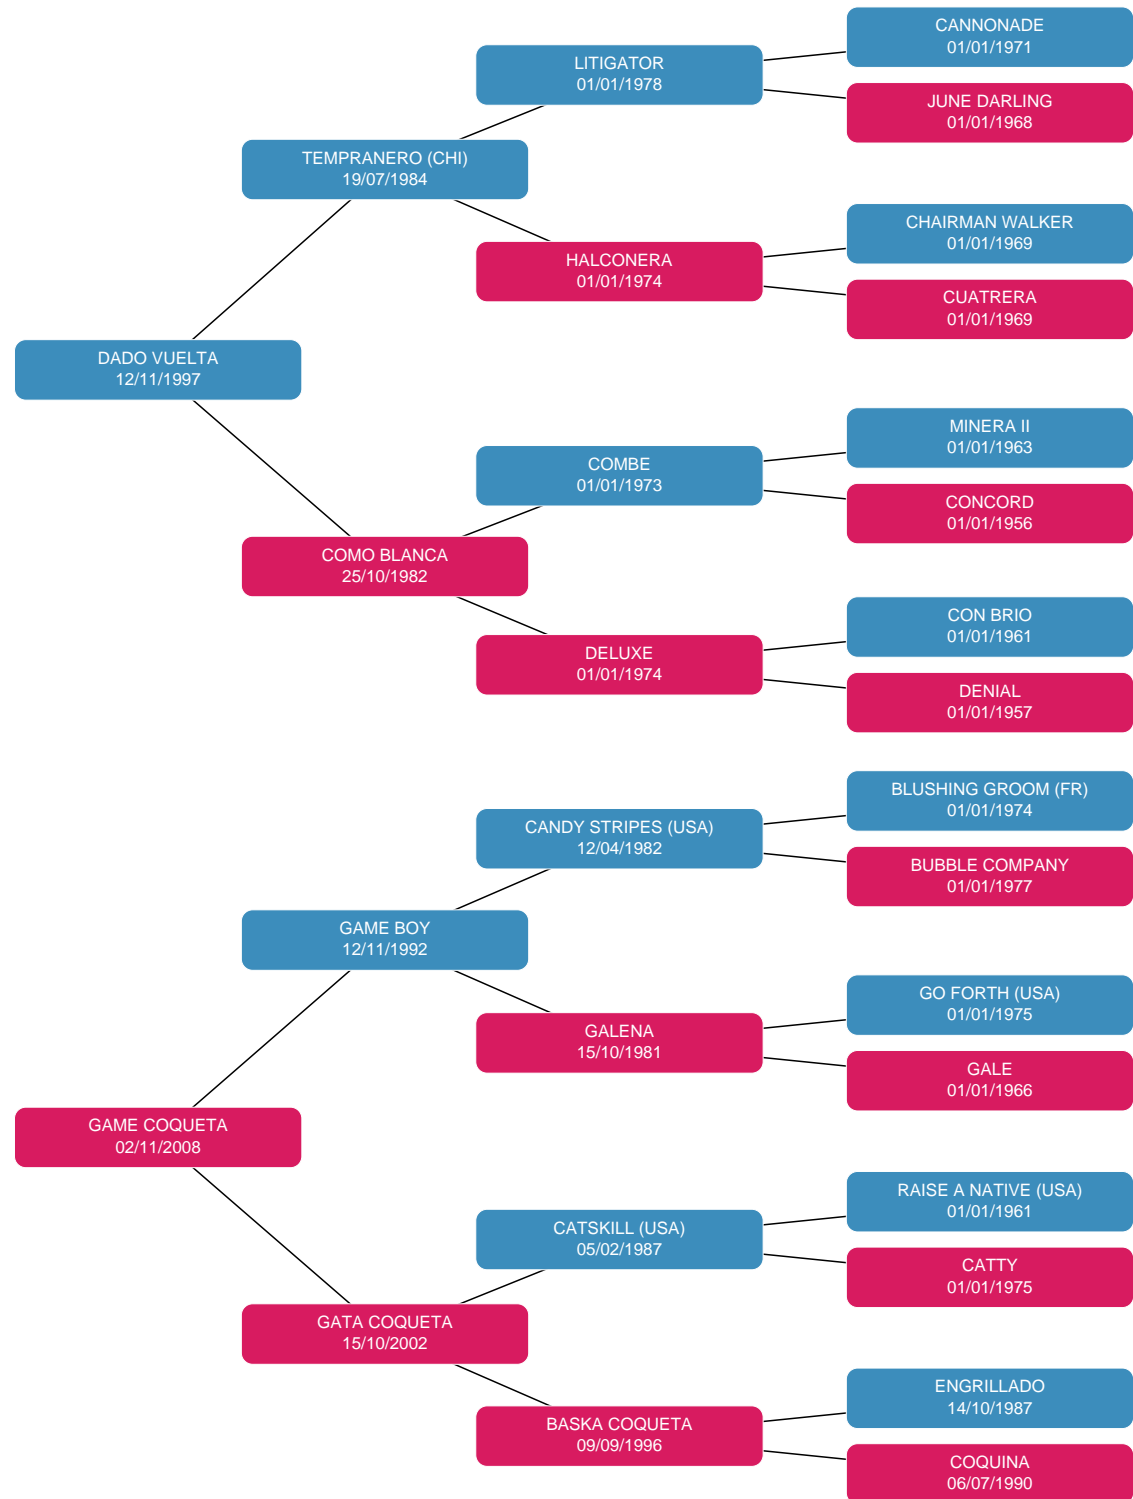 CANNONADE
01/01/1971
LITIGATOR
01/01/1978
JUNE DARLING
01/01/1968
TEMPRANERO (CHI)
19/07/1984
CHAIRMAN WALKER
01/01/1969
HALCONERA
01/01/1974
CUATRERA
01/01/1969
DADO VUELTA
12/11/1997
MINERA II
01/01/1963
COMBE
01/01/1973
CONCORD
01/01/1956
COMO BLANCA
25/10/1982
CON BRIO
01/01/1961
DELUXE
01/01/1974
DENIAL
01/01/1957
BLUSHING GROOM (FR)
01/01/1974
CANDY STRIPES (USA)
12/04/1982
BUBBLE COMPANY
01/01/1977
GAME BOY
12/11/1992
GO FORTH (USA)
01/01/1975
GALENA
15/10/1981
GALE
01/01/1966
GAME COQUETA
02/11/2008
RAISE A NATIVE (USA)
01/01/1961
CATSKILL (USA)
05/02/1987
CATTY
01/01/1975
GATA COQUETA
15/10/2002
ENGRILLADO
14/10/1987
BASKA COQUETA
09/09/1996
COQUINA
06/07/1990